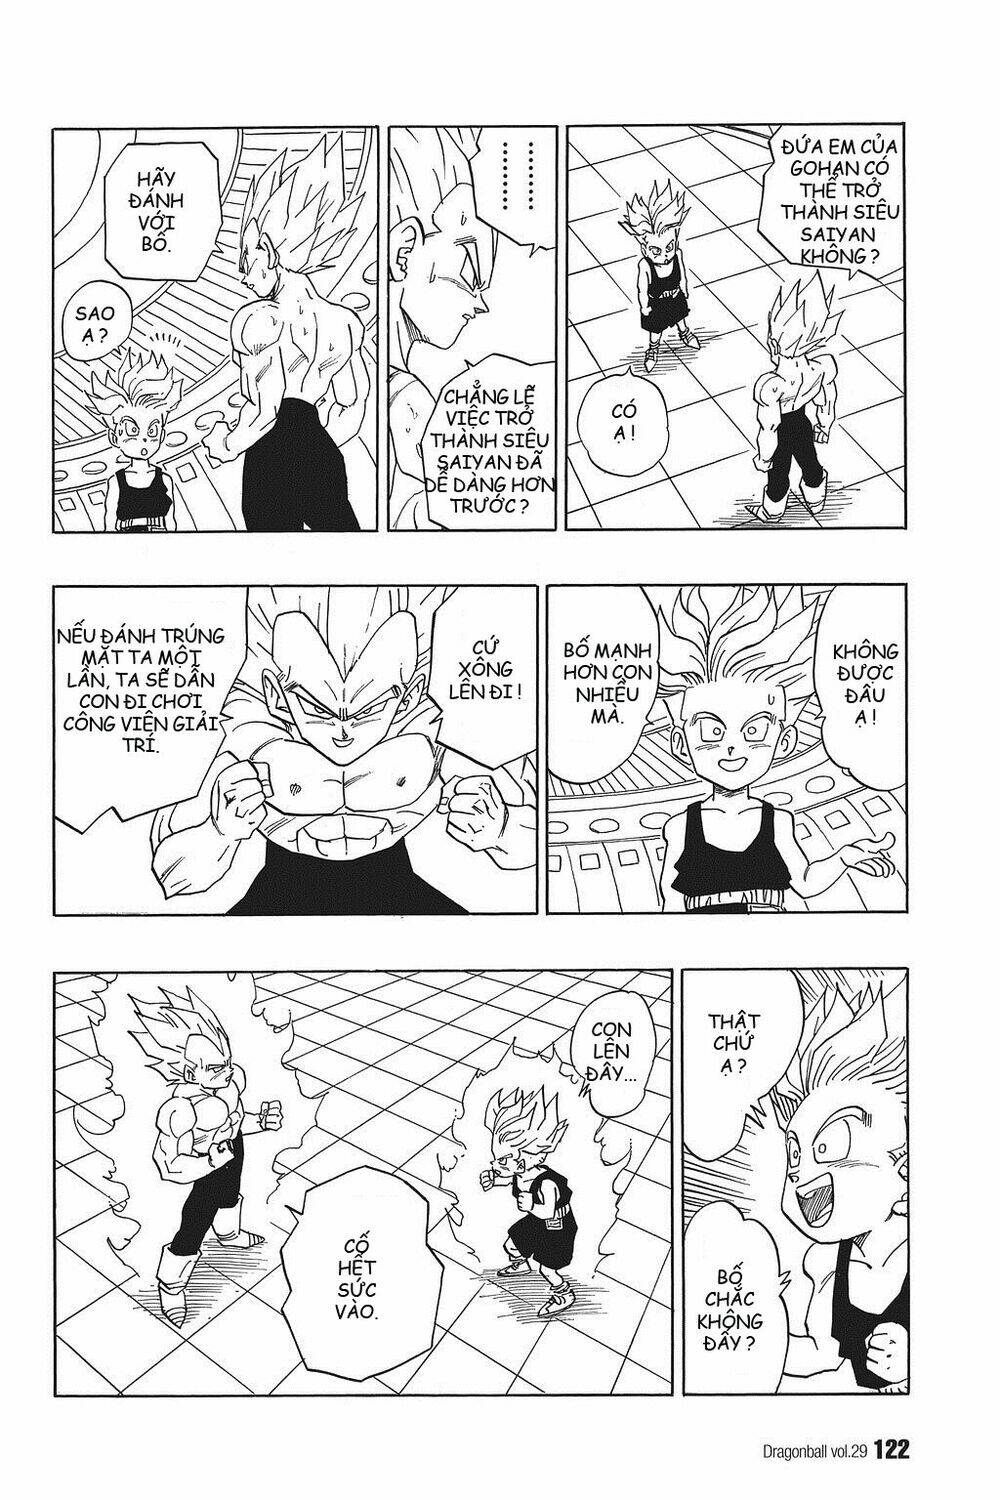 ĐỨA EM CỦA
GOHAN CÓ
THỂ TRỞ
THÀNH SIÊU
SAIYAN
KHÔNG ?
CÓ
Ạ !
......
......
CHẲNG LẼ
VIỆC TRỞ
THÀNH SIÊU
SAIYAN ĐÃ
DỄ DÀNG HƠN
TRƯỚC ?
HÃY
ĐÁNH
VỚI
BỐ.
SAO
Ạ ?
KHÔNG
ĐƯỢC
ĐÂU
Ạ !
BỐ MẠNH
HƠN CON
NHIỀU
MÀ.
CỨ
XÔNG
LÊN ĐI !
NẾU ĐÁNH TRÚNG
MẶT TA MỘT
LẦN, TA SẼ DẪN
CON ĐI CHƠI
CÔNG VIÊN GIẢI
TRÍ.
THẬT
CHỨ
Ạ ?
BỐ
CHẮC
KHÔNG
ĐẤY ?
CON
LÊN
ĐÂY...
CỐ
HẾT
SỨC
VÀO.
Dragonball vol.29 122